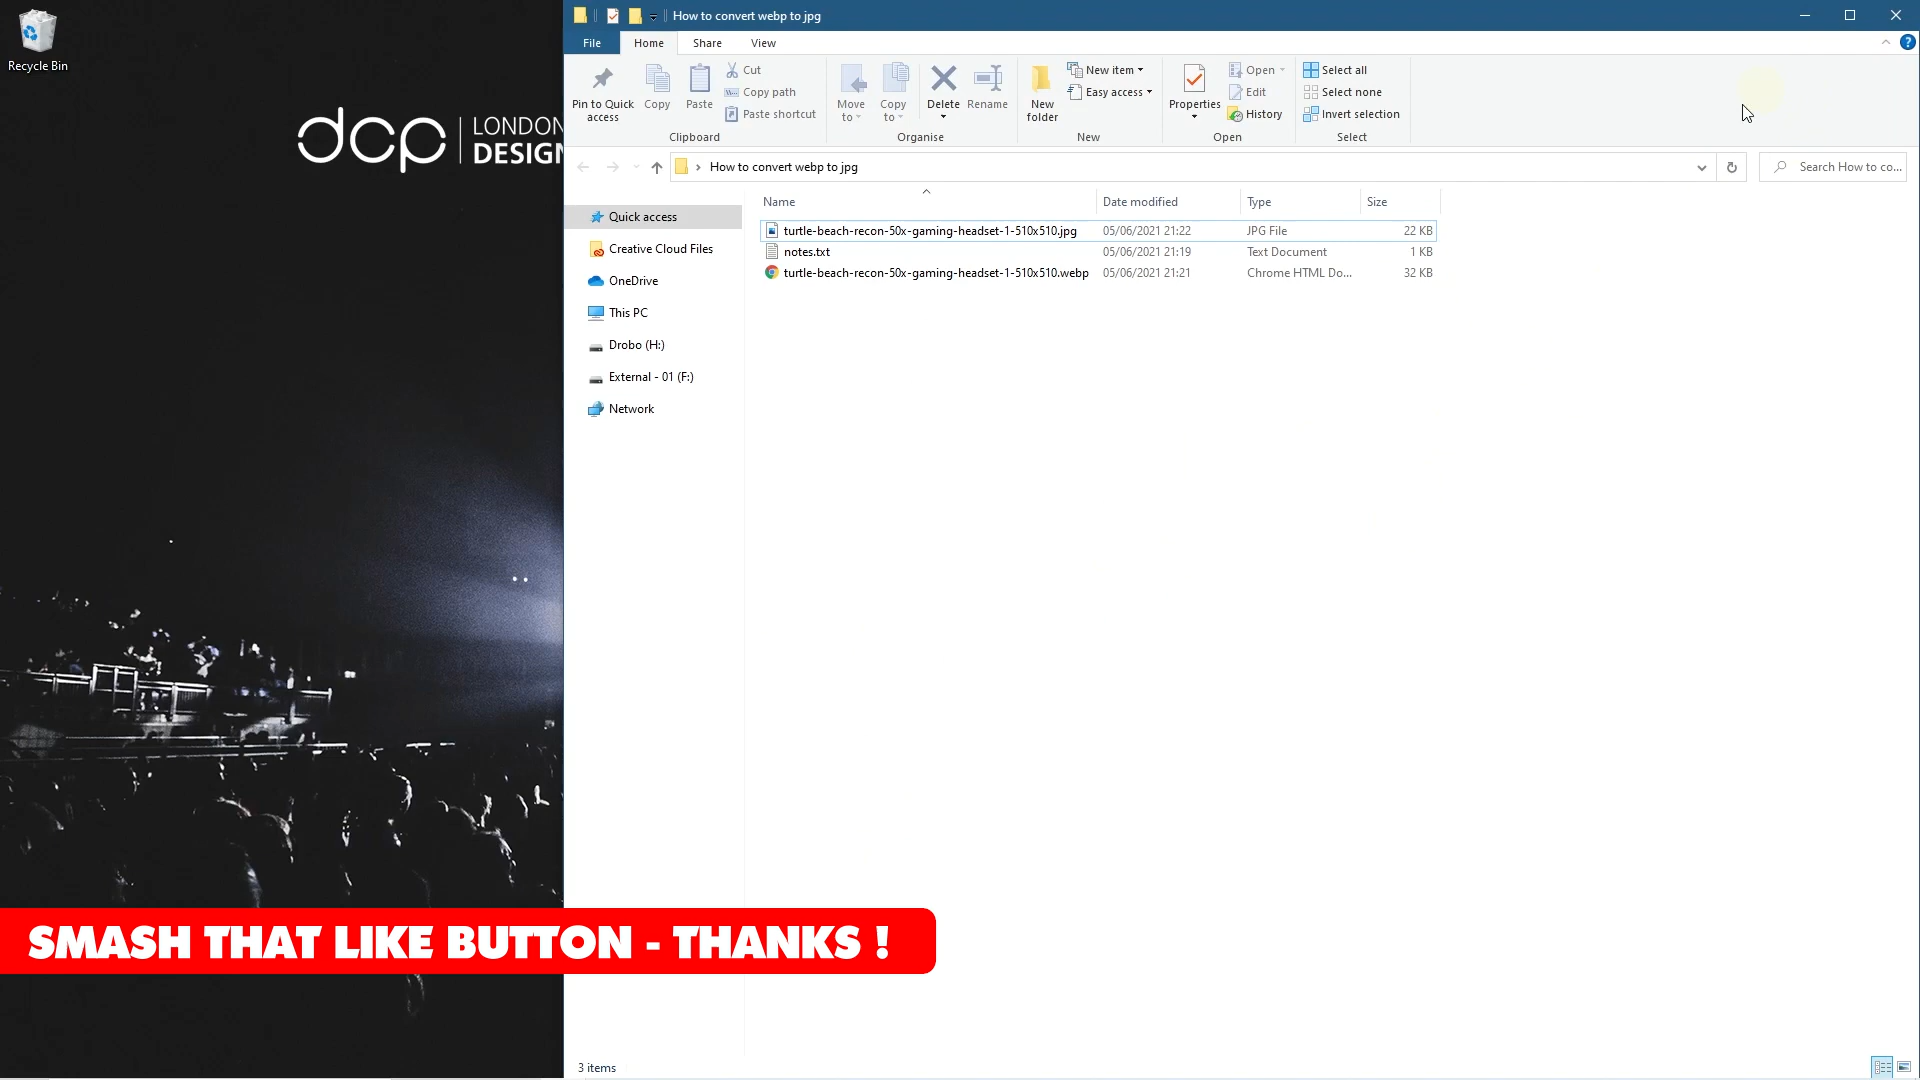 Recycle Bin
dcp LONDON
DESIGN
How to convert webp to jpg
File Home Share View
Pin to Quick access
Copy
Paste
Cut
Copy path
Paste shortcut
Clipboard
Move to
Copy to
Delete
Rename
Organise
New folder
New item
Easy access
New
Properties
Open
Edit
History
Open
Select all
Select none
Invert selection
Select
How to convert webp to jpg
Search How to co...
Name Date modified Type Size
Quick access
Creative Cloud Files
OneDrive
This PC
Drobo (H:)
External - 01 (F:)
Network
turtle-beach-recon-50x-gaming-headset-1-510x510.jpg 05/06/2021 21:22 JPG File 22 KB
notes.txt 05/06/2021 21:19 Text Document 1 KB
turtle-beach-recon-50x-gaming-headset-1-510x510.webp 05/06/2021 21:21 Chrome HTML Do... 32 KB
SMASH THAT LIKE BUTTON - THANKS !
3 items